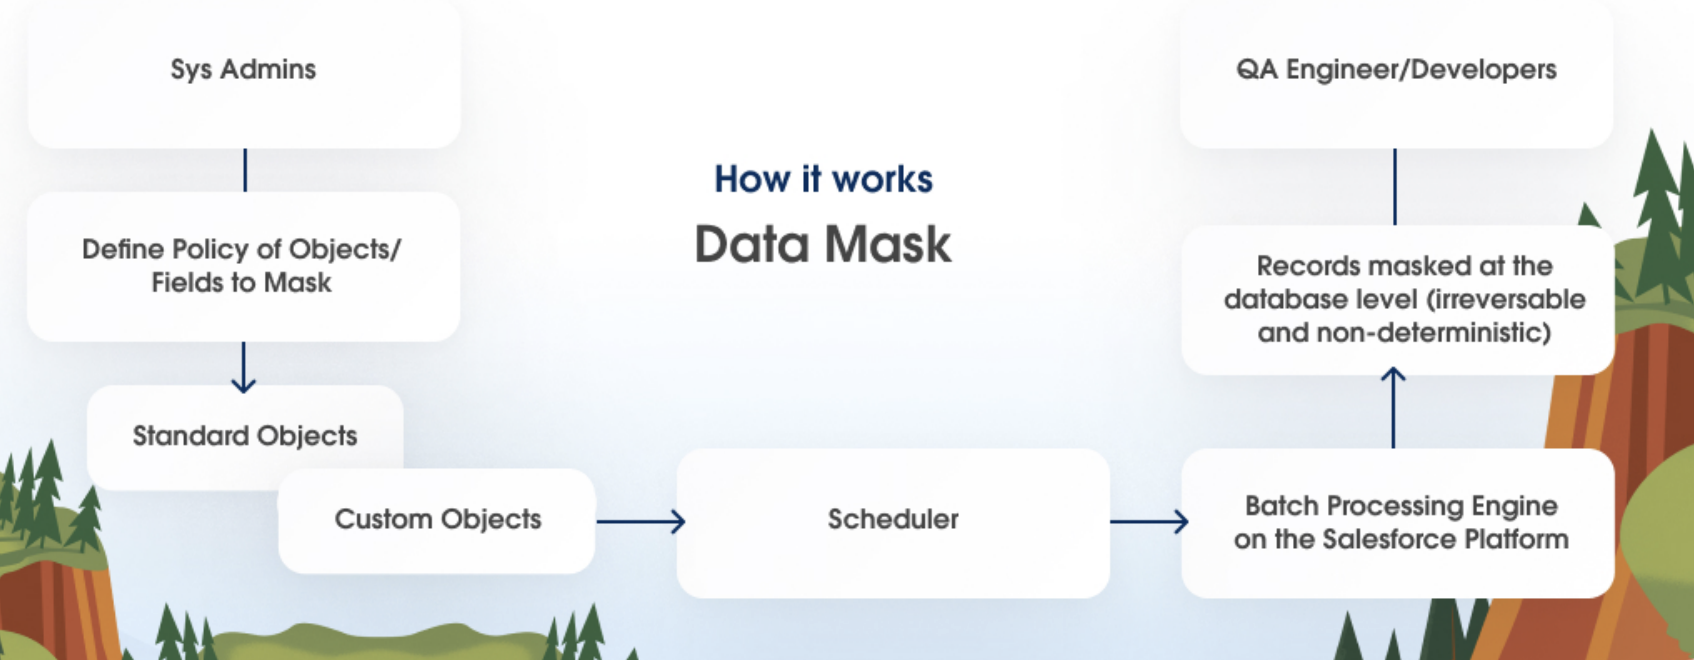 Sys Admins
Define Policy of Objects/
Fields to Mask
Standard Objects
Custom Objects
How it works
Data Mask
Scheduler
QA Engineer/Developers
Records masked at the
database level (irreversable
and non-deterministic)
Batch Processing Engine
on the Salesforce Platform